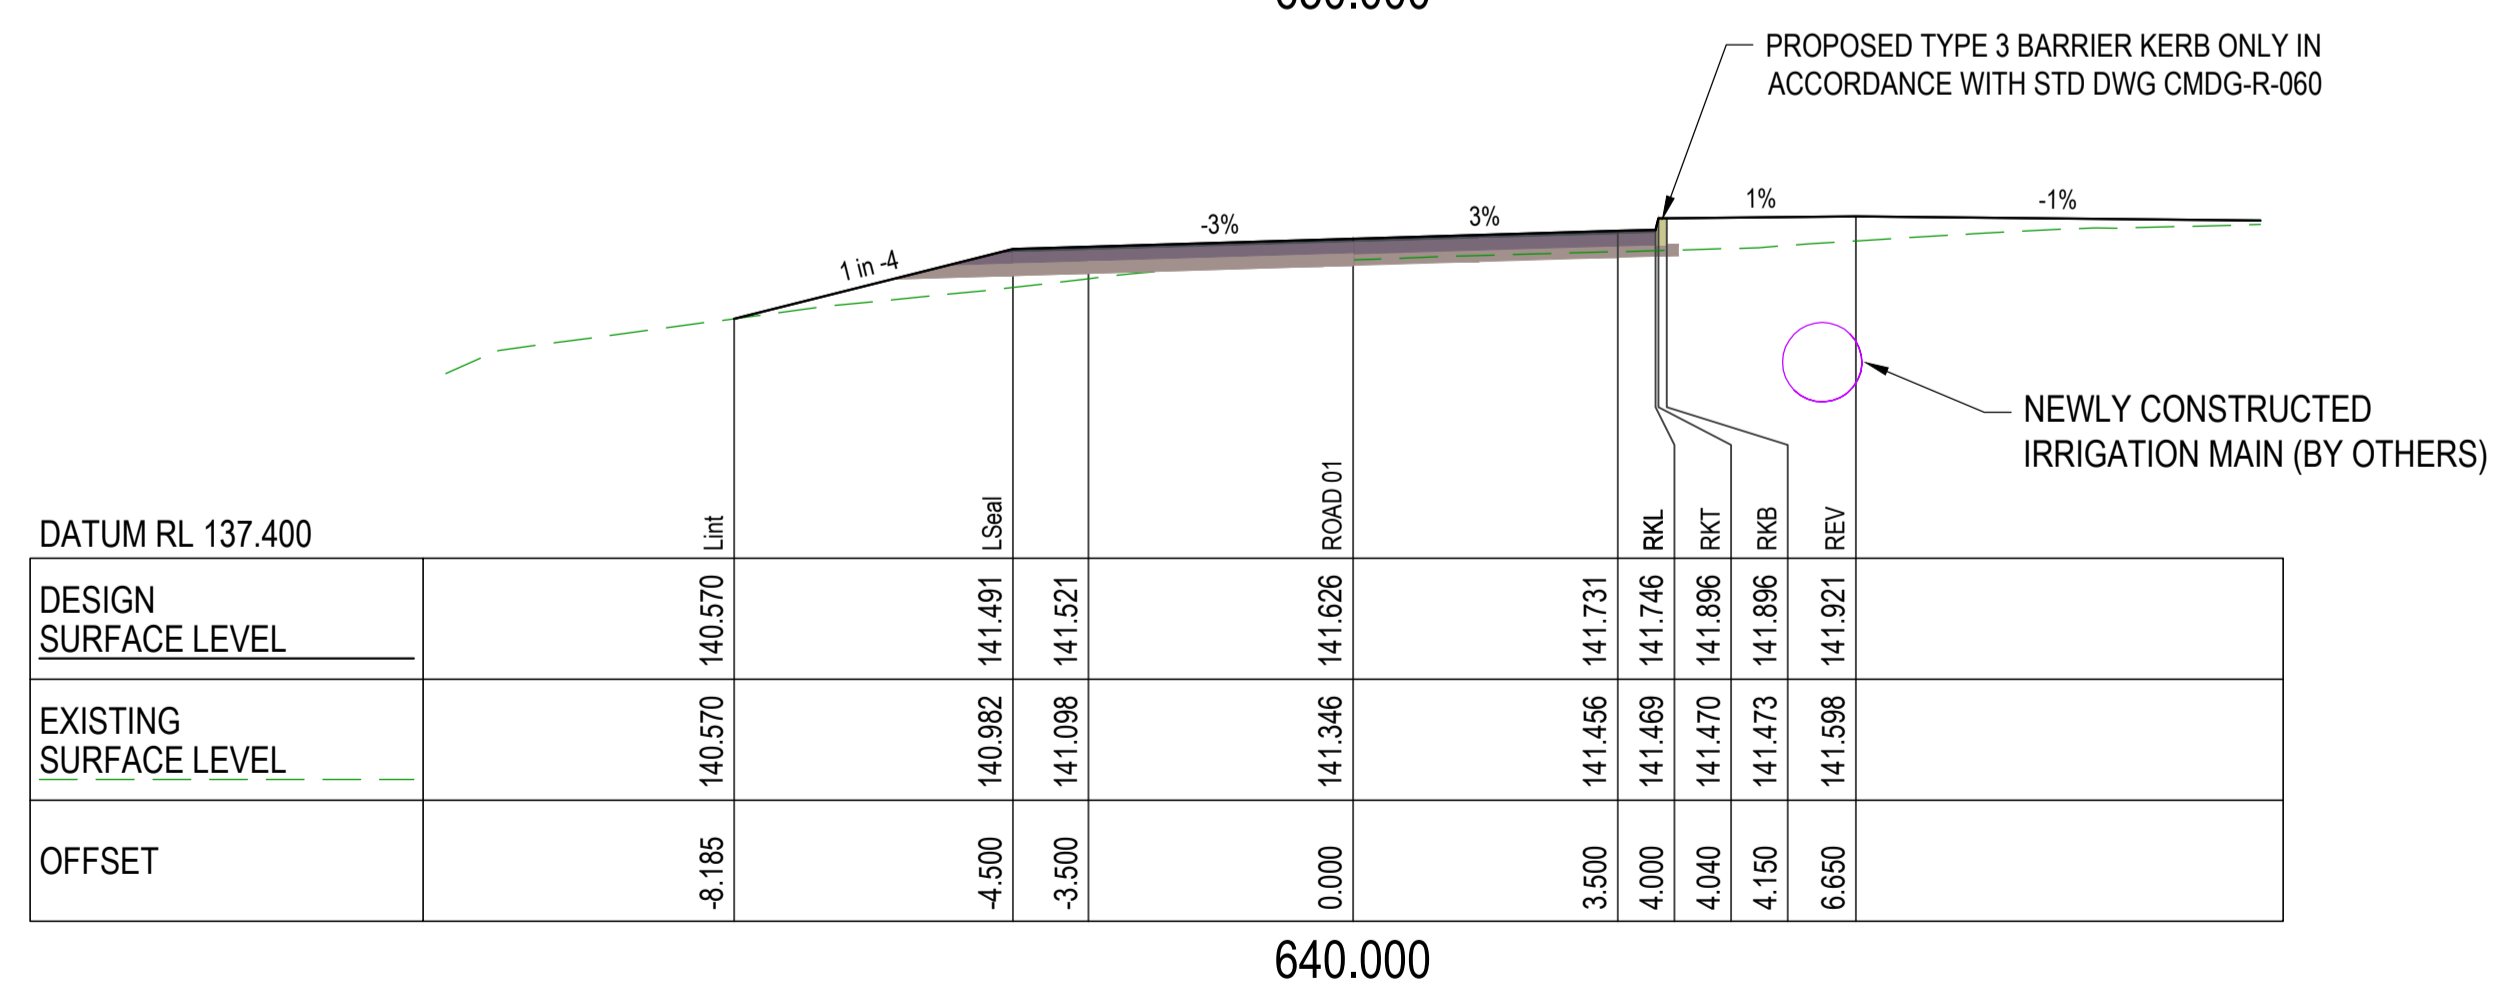 PROPOSED TYPE 3 BARRIER KERB ONLY IN
ACCORDANCE WITH STD DWG CMDG-R-060
1 in -4
-3%
3%
1%
-1%
NEWLY CONSTRUCTED
IRRIGATION MAIN (BY OTHERS)
DATUM RL 137.400
Lint
LSeal
ROAD 01
RKL
RKT
RKB
REV
DESIGN
SURFACE LEVEL
140.570
141.491
141.521
141.626
141.731
141.746
141.896
141.896
141.921
EXISTING
SURFACE LEVEL
140.570
140.982
141.098
141.346
141.456
141.469
141.470
141.473
141.598
OFFSET
-8.185
-4.500
-3.500
0.000
3.500
4.000
4.040
4.150
6.650
640.000